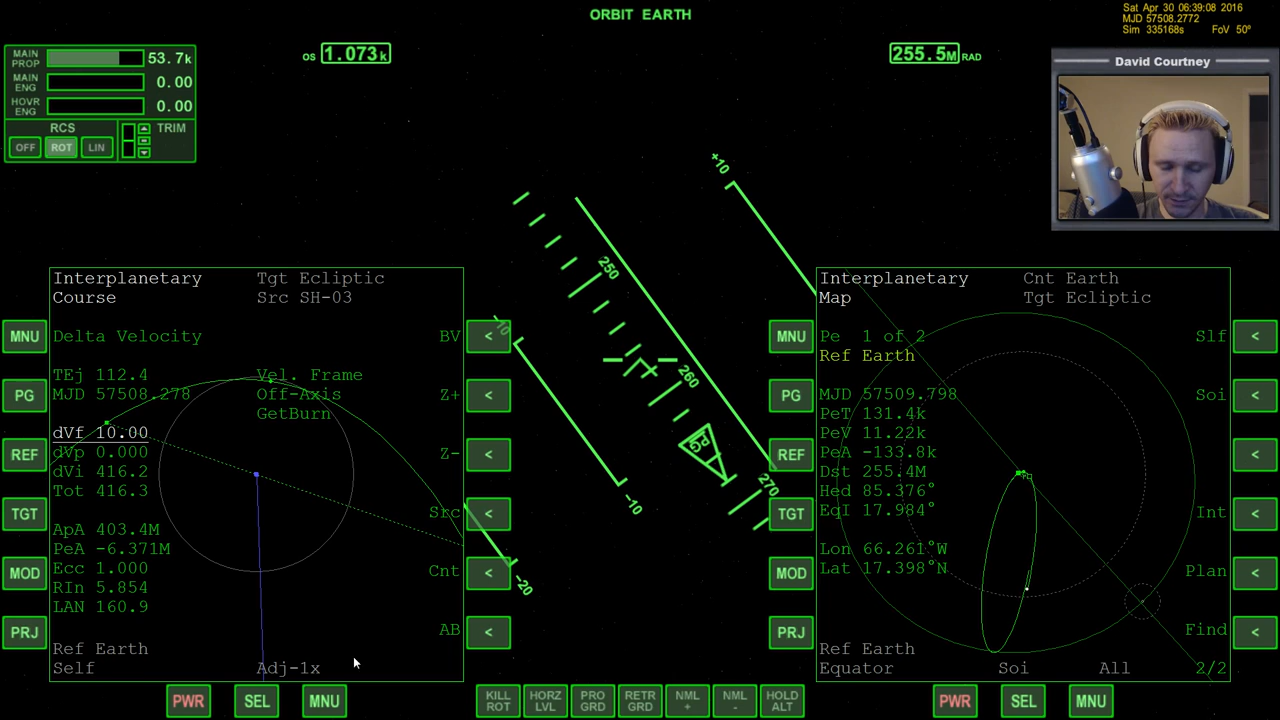 ORBIT EARTH
Sat Apr 30 06:39:08 2016
MJD 57508.2772
Sim 335168s FoV 50°
MAIN PROP 53.7k
MAIN ENG 0.00
HOVR ENG 0.00
RCS TRIM
OFF ROT LIN
OS 1.073k
255.5M RAD
David Courtney
+10
250
-10
260
PG
270
-10
-20
Interplanetary Tgt Ecliptic
Course Src SH-03
Delta Velocity
TEj 112.4 Vel. Frame
MJD 57508.278 Off-Axis
GetBurn
dVf 10.00
dVp 0.000
dVi 416.2
Tot 416.3
ApA 403.4M
PeA -6.371M
Ecc 1.000
RIn 5.854
LAN 160.9
Ref Earth
Self Adj-1x
MNU
PG
REF
TGT
MOD
PRJ
BV <
Z+ <
Z- <
Src <
Cnt <
AB <
PWR SEL MNU
KILL ROT
HORZ LVL
PRO GRD
RETR GRD
NML +
NML -
HOLD ALT
Interplanetary Cnt Earth
Map Tgt Ecliptic
Pe 1 of 2
Ref Earth
MJD 57509.798
PeT 131.4k
PeV 11.22k
PeA -133.8k
Dst 255.4M
Hed 85.376°
EqI 17.984°
Lon 66.261°W
Lat 17.398°N
Ref Earth
Equator Soi All 2/2
MNU
PG
REF
TGT
MOD
PRJ
Slf <
Soi <
<
Int <
Plan <
Find <
PWR SEL MNU